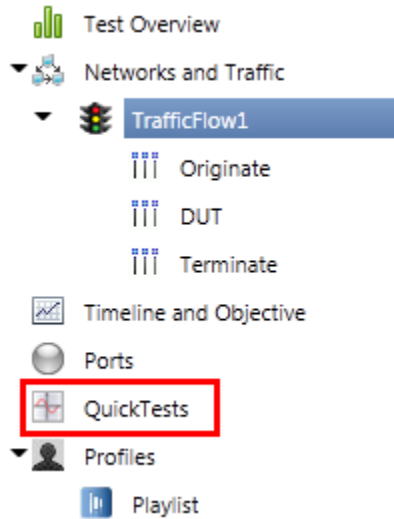 Test Overview
Networks and Traffic
TrafficFlow1
Originate
DUT
Terminate
Timeline and Objective
Ports
QuickTests
Profiles
Playlist